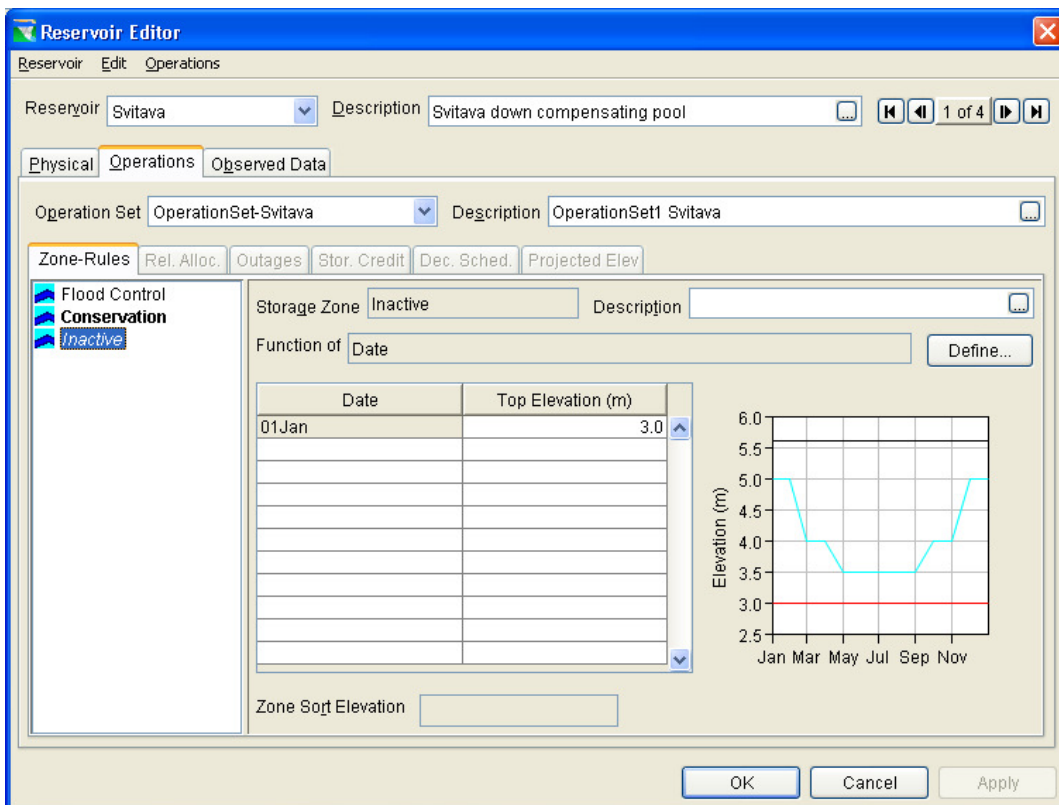 Reservoir Editor
Reservoir Edit Operations
Reservoir Svitava Description Svitava down compensating pool ... 1 of 4
Physical Operations Observed Data
Operation Set OperationSet-Svitava Description OperationSet1 Svitava ...
Zone-Rules Rel. Alloc. Outages Stor. Credit Dec. Sched. Projected Elev
Flood Control
Conservation
Inactive
Storage Zone Inactive Description ...
Function of Date Define...
Date Top Elevation (m)
01Jan 3.0
Elevation (m)
6.0
5.5
5.0
4.5
4.0
3.5
3.0
2.5
Jan Mar May Jul Sep Nov
Zone Sort Elevation
OK Cancel Apply